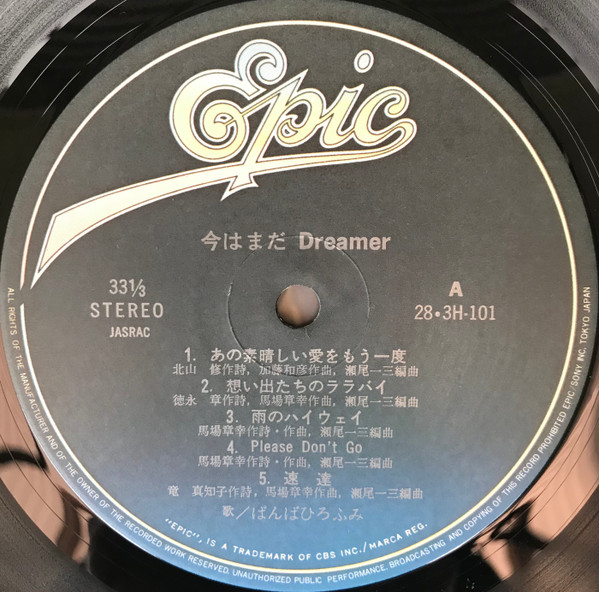 Epic
今はまだ Dreamer
33 1/3
STEREO
JASRAC
A
28・3H-101
1. あの素晴しい愛をもう一度
北山 修作詩, 加藤和彦作曲, 瀬尾一三編曲
2. 想い出たちのララバイ
徳永 章作詩, 馬場章幸作曲, 瀬尾一三編曲
3. 雨のハイウェイ
馬場章幸作詩・作曲, 瀬尾一三編曲
4. Please Don't Go
馬場章幸作詩・作曲, 瀬尾一三編曲
5. 速達
竜 真知子作詩, 馬場章幸作曲, 瀬尾一三編曲
歌／ばんばひろふみ
"EPIC", IS A TRADEMARK OF CBS INC./MARCA REG.
ALL RIGHTS OF THE MANUFACTURER AND OF THE OWNER OF THE RECORDED WORK RESERVED. UNAUTHORIZED PUBLIC PERFORMANCE, BROADCASTING AND COPYING OF THIS RECORD PROHIBITED EPIC/SONY INC. TOKYO JAPAN